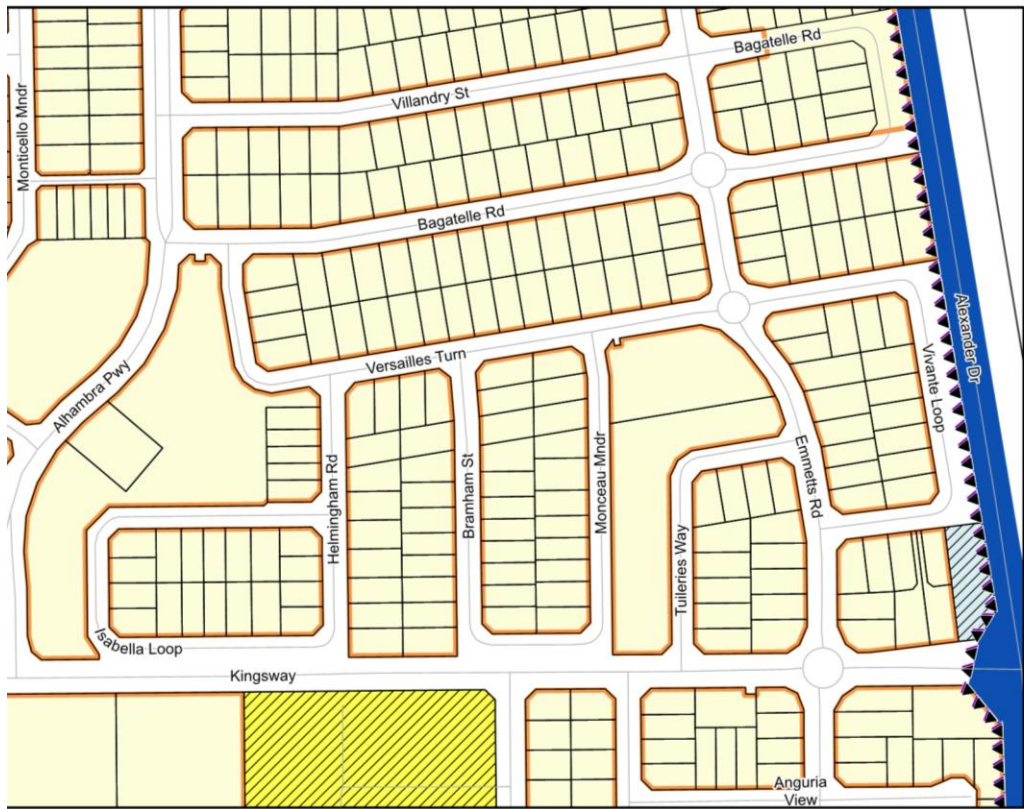 Bagatelle Rd
Villandry St
Monticello Mndr
Bagatelle Rd
Alexander Dr
Versailles Turn
Vivante Loop
Alhambra Pwy
Helmingham Rd
Bramham St
Monceau Mndr
Emmetts Rd
Tuileries Way
Isabella Loop
Kingsway
Anguria
View